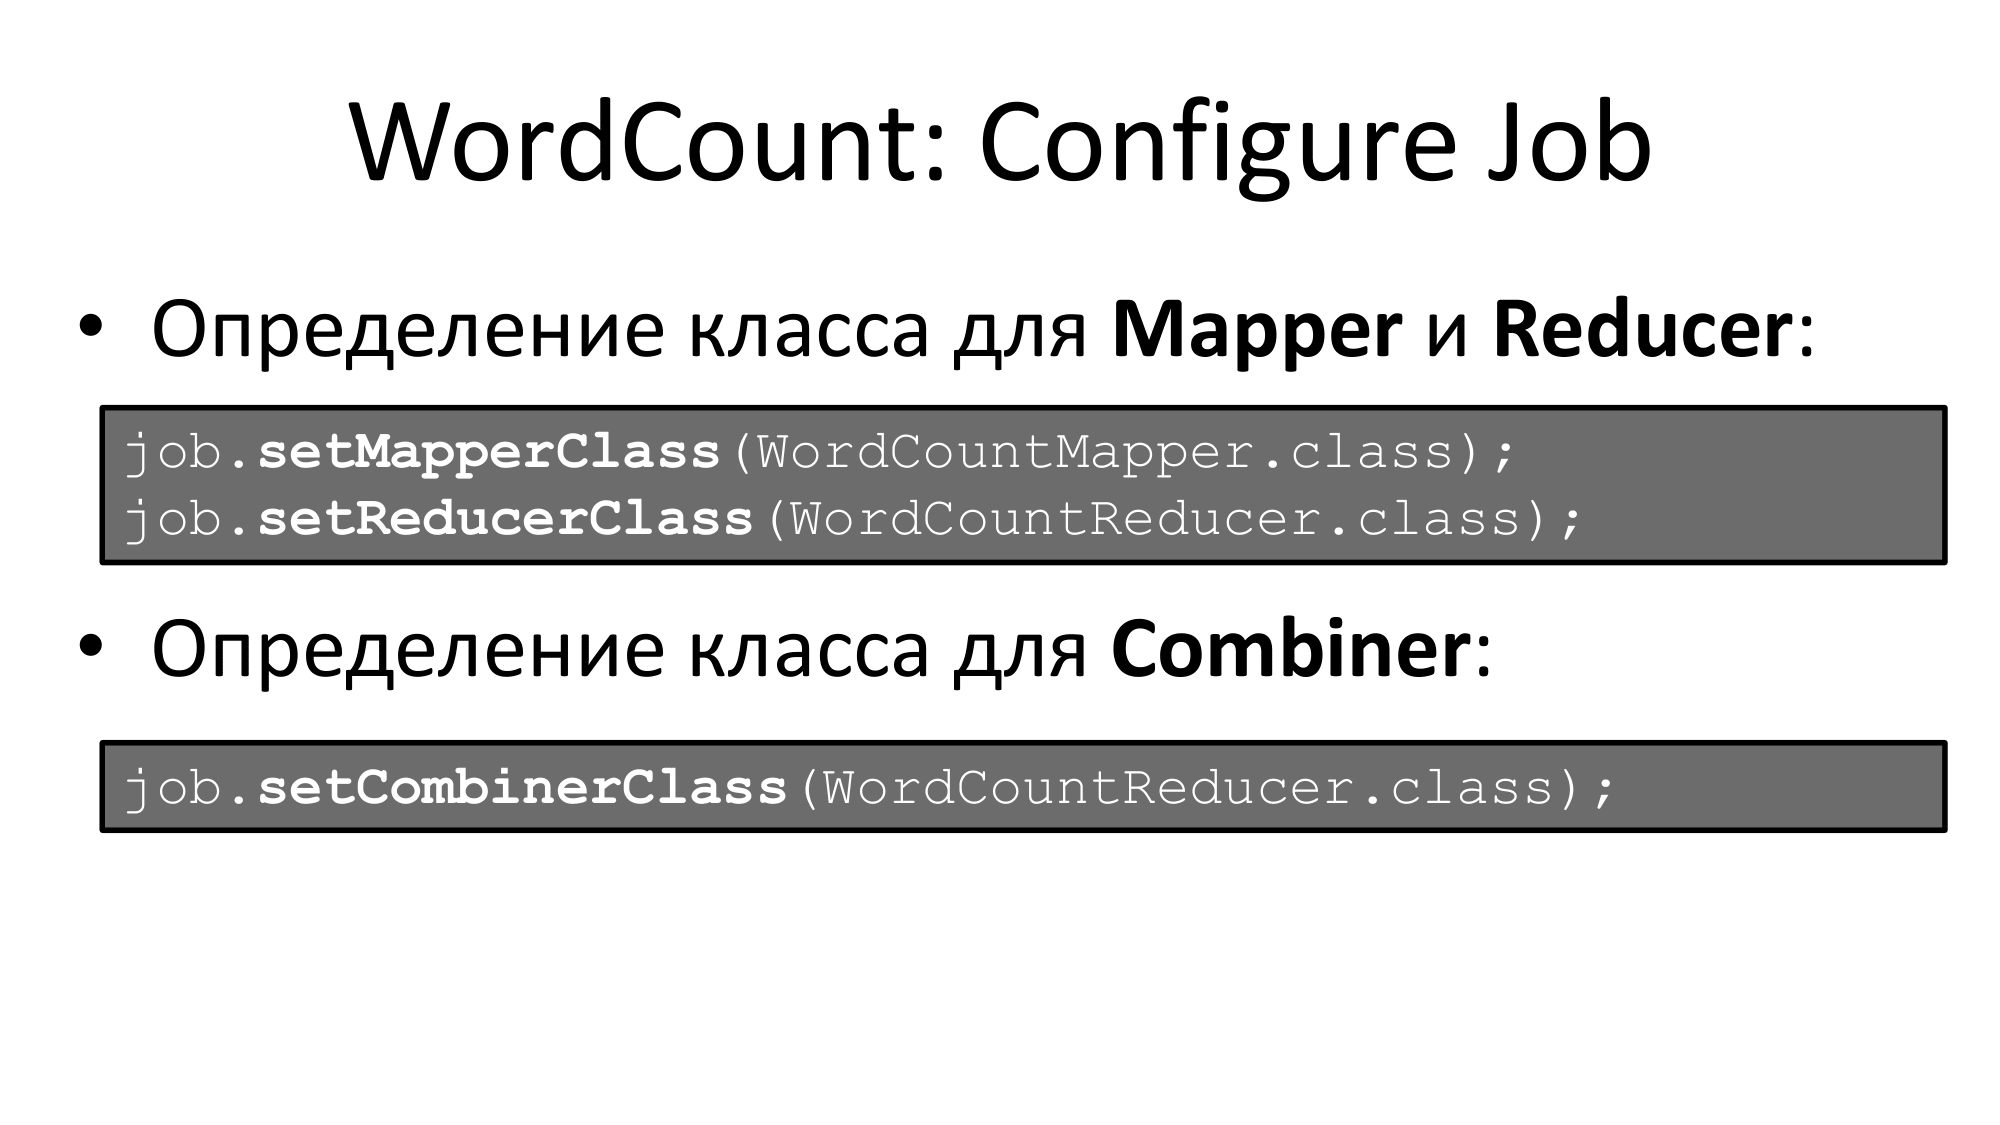 WordCount: Configure Job
• Определение класса для Mapper и Reducer:
job.setMapperClass(WordCountMapper.class);
job.setReducerClass(WordCountReducer.class);
• Определение класса для Combiner:
job.setCombinerClass(WordCountReducer.class);